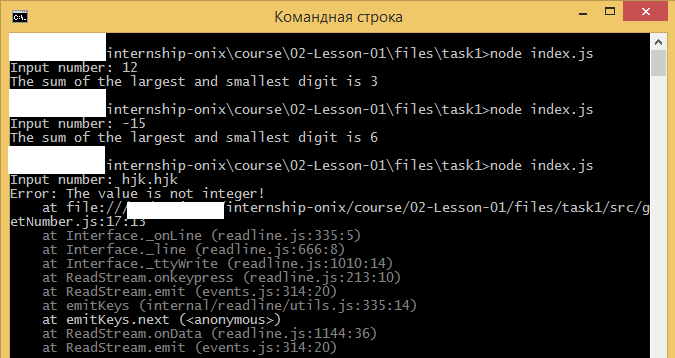 Командная строка
internship-onix\course\02-Lesson-01\files\task1>node index.js
Input number: 12
The sum of the largest and smallest digit is 3
internship-onix\course\02-Lesson-01\files\task1>node index.js
Input number: -15
The sum of the largest and smallest digit is 6
internship-onix\course\02-Lesson-01\files\task1>node index.js
Input number: hjk.hjk
Error: The value is not integer!
at file:///internship-onix/course/02-Lesson-01/files/task1/src/g
etNumber.js:17:13
at Interface._onLine (readline.js:335:5)
at Interface._line (readline.js:666:8)
at Interface._ttyWrite (readline.js:1010:14)
at ReadStream.onkeypress (readline.js:213:10)
at ReadStream.emit (events.js:314:20)
at emitKeys (internal/readline/utils.js:335:14)
at emitKeys.next (<anonymous>)
at ReadStream.onData (readline.js:1144:36)
at ReadStream.emit (events.js:314:20)